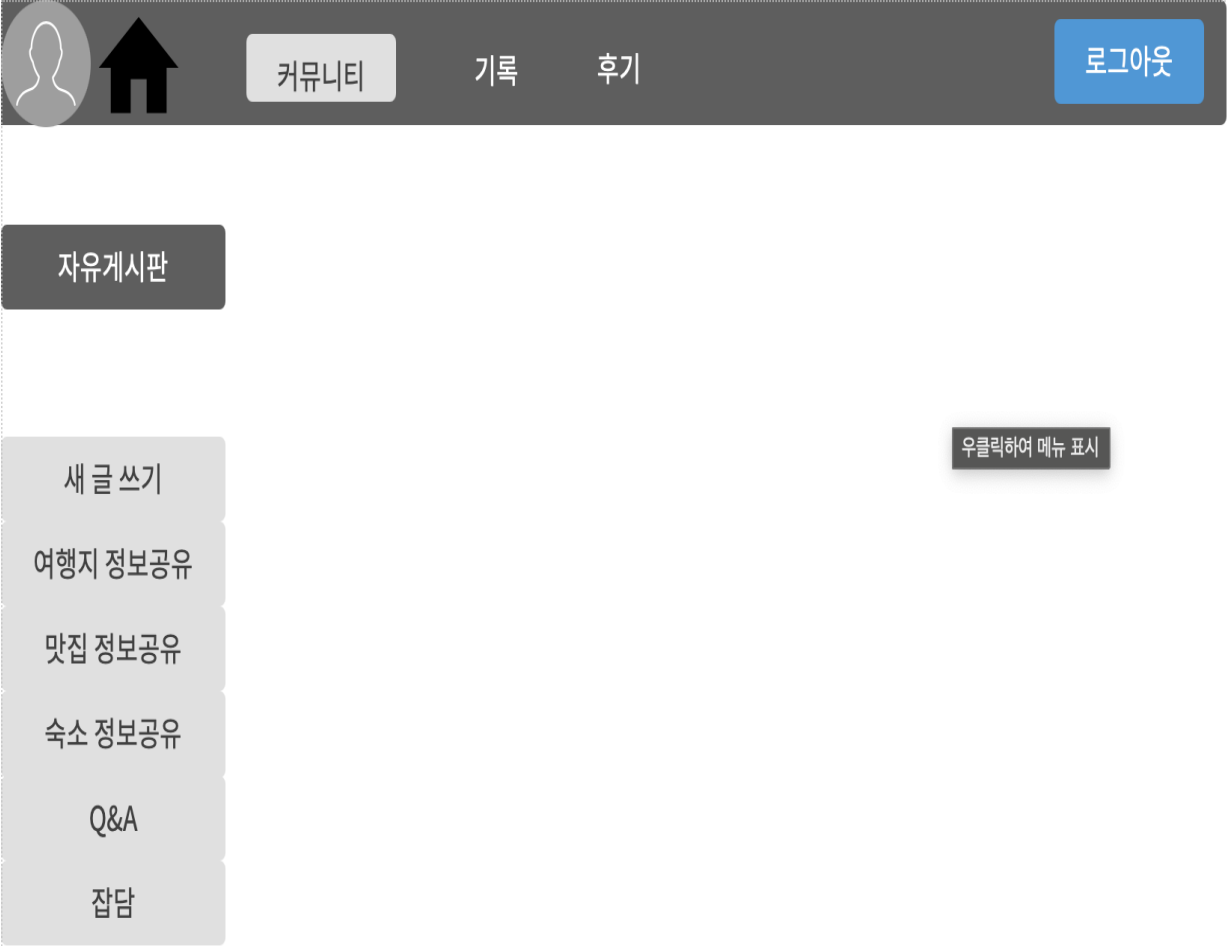 커뮤니티
기록
후기
로그아웃
자유게시판
우클릭하여 메뉴 표시
새 글 쓰기
여행지 정보공유
맛집 정보공유
숙소 정보공유
Q&A
잡담